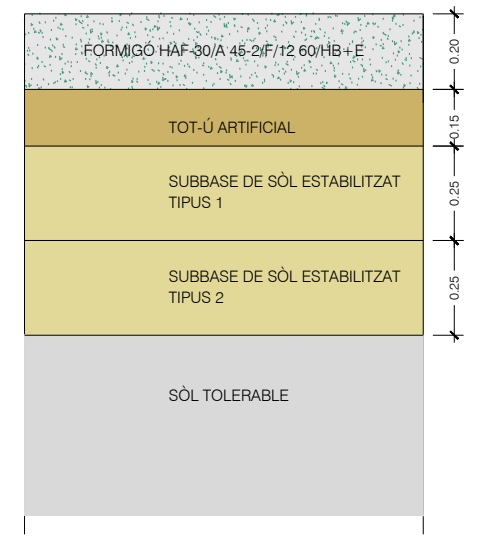 FORMIGÓ HAF-30/A 45-2/F/12 60/HB+E
0.20
TOT-Ú ARTIFICIAL
0.15
SUBBASE DE SÒL ESTABILITZAT
TIPUS 1
0.25
SUBBASE DE SÒL ESTABILITZAT
TIPUS 2
0.25
SÒL TOLERABLE